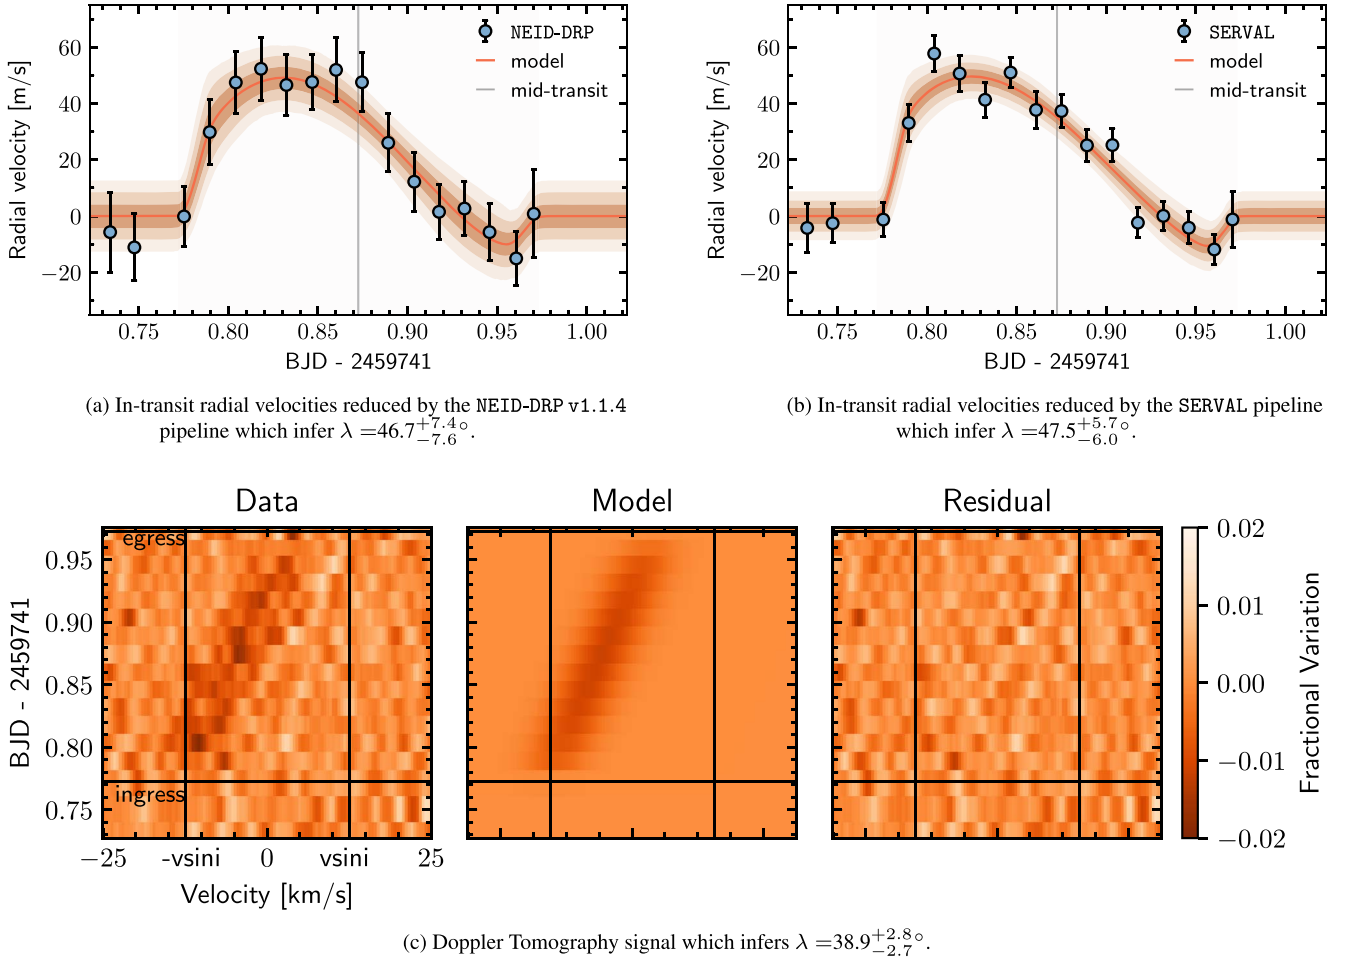 NEID-DRP
model
mid-transit
60
40
20
0
−20
Radial velocity [m/s]
0.75 0.80 0.85 0.90 0.95 1.00
BJD - 2459741
(a) In-transit radial velocities reduced by the NEID-DRP v1.1.4
pipeline which infer λ =46.7+7.4°−7.6.
SERVAL
model
mid-transit
60
40
20
0
−20
Radial velocity [m/s]
0.75 0.80 0.85 0.90 0.95 1.00
BJD - 2459741
(b) In-transit radial velocities reduced by the SERVAL pipeline
which infer λ =47.5+5.7°−6.0.
Data Model Residual
egress
ingress
0.95
0.90
0.85
0.80
0.75
BJD - 2459741
−25 -vsini 0 vsini 25
Velocity [km/s]
0.02
0.01
0.00
−0.01
−0.02
Fractional Variation
(c) Doppler Tomography signal which infers λ =38.9+2.8°−2.7.